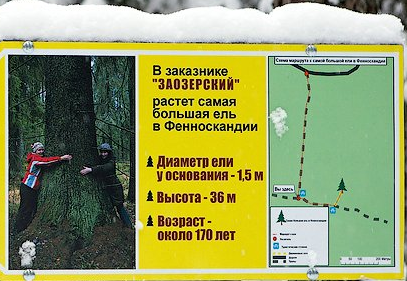 В заказнике
"ЗАОЗЕРСКИЙ"
растет самая
большая ель
в Фенноскандии
Диаметр ели
у основания - 1,5 м
Высота - 36 м
Возраст -
около 170 лет
Схема маршрута к самой большой ели в Фенноскандии
Вы здесь